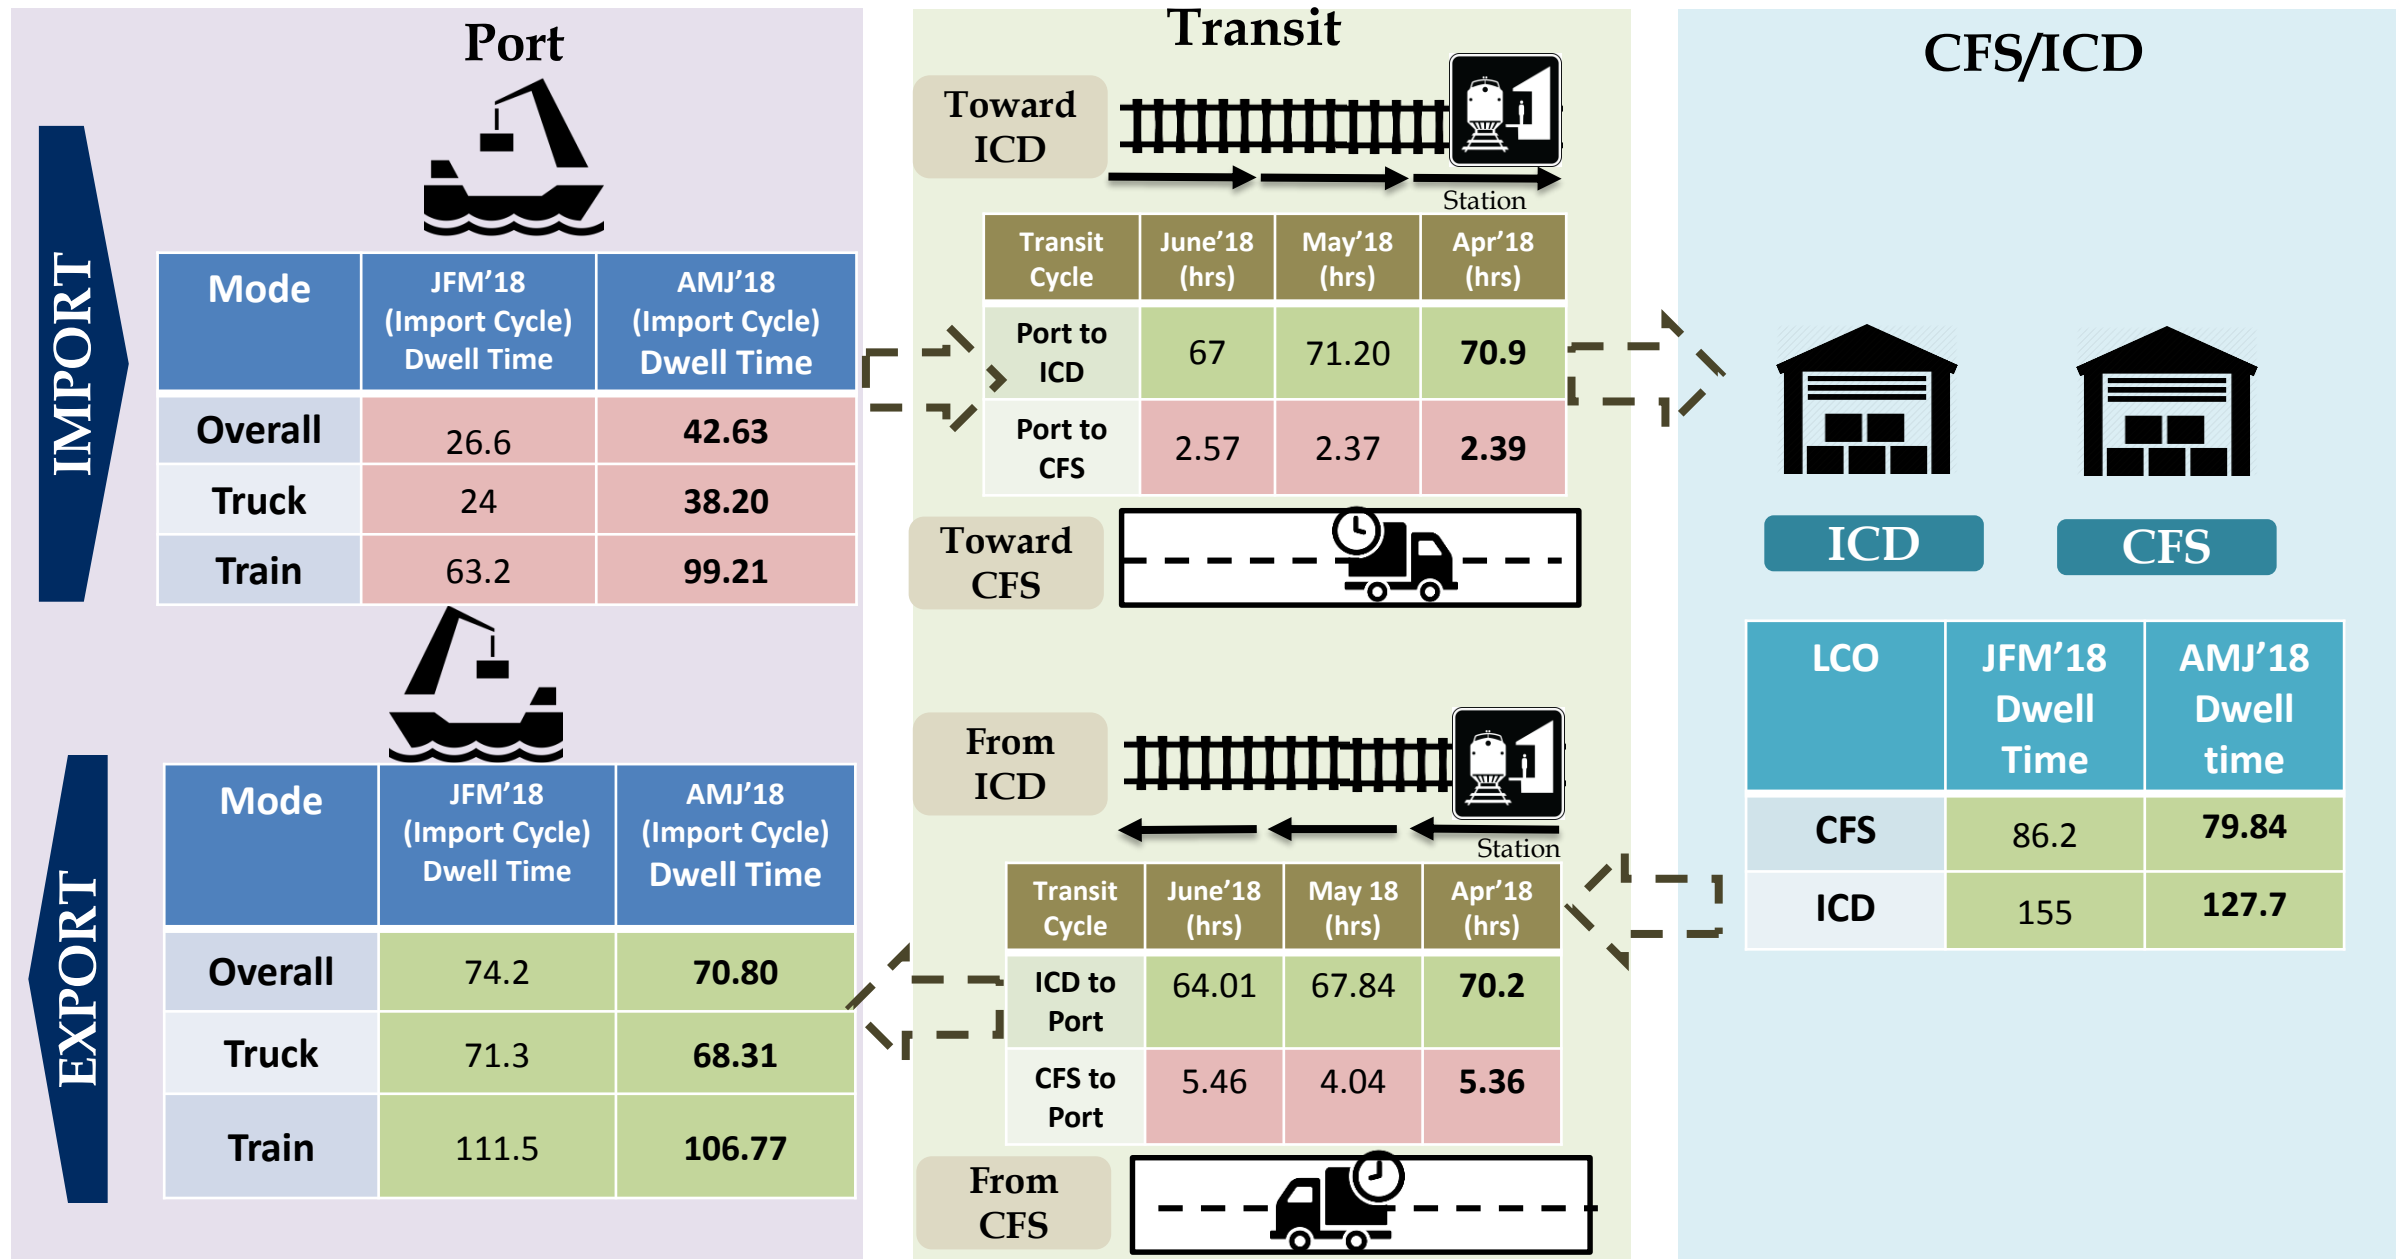 Port
IMPORT
Mode
JFM’18
(Import Cycle)
Dwell Time
AMJ’18
(Import Cycle)
Dwell Time
Overall
26.6
42.63
Truck
24
38.20
Train
63.2
99.21
EXPORT
Mode
JFM’18
(Import Cycle)
Dwell Time
AMJ’18
(Import Cycle)
Dwell Time
Overall
74.2
70.80
Truck
71.3
68.31
Train
111.5
106.77
Transit
Toward
ICD
Station
Transit
Cycle
June’18
(hrs)
May’18
(hrs)
Apr’18
(hrs)
Port to
ICD
67
71.20
70.9
Port to
CFS
2.57
2.37
2.39
Toward
CFS
From
ICD
Station
Transit
Cycle
June’18
(hrs)
May 18
(hrs)
Apr’18
(hrs)
ICD to
Port
64.01
67.84
70.2
CFS to
Port
5.46
4.04
5.36
From
CFS
CFS/ICD
ICD
CFS
LCO
JFM’18
Dwell
Time
AMJ’18
Dwell
time
CFS
86.2
79.84
ICD
155
127.7